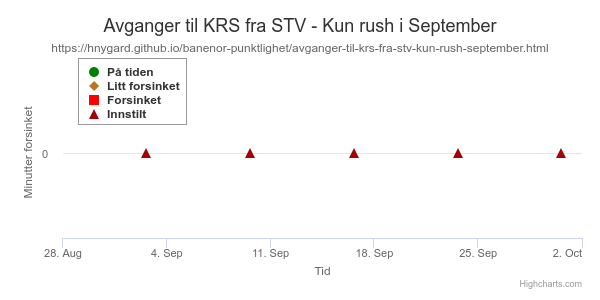 Avganger til KRS fra STV - Kun rush i September
https://hnygard.github.io/banenor-punktlighet/avganger-til-krs-fra-stv-kun-rush-september.html
På tiden
Litt forsinket
Forsinket
Innstilt
Minutter forsinket
0
28. Aug
4. Sep
11. Sep
18. Sep
25. Sep
2. Oct
Tid
Highcharts.com